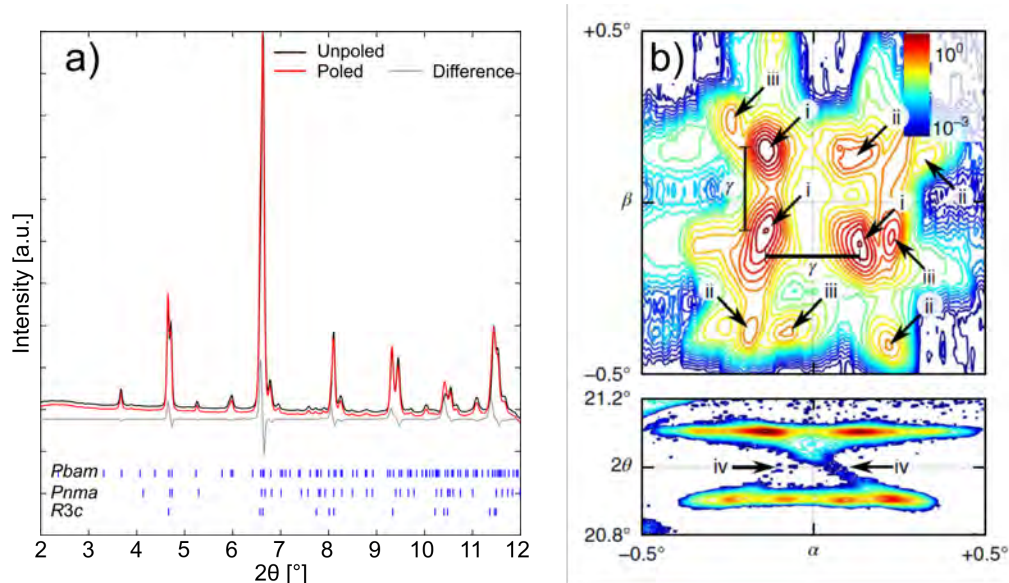 a)
Unpoled
Poled
Difference
Intensity [a.u.]
Pbam
Pnma
R3c
2 3 4 5 6 7 8 9 10 11 12
2θ [°]
b)
+0.5°
10⁰
10⁻³
iii
i
ii
γ
i
i
ii
β
γ
iii
ii
iii
ii
-0.5°
21.2°
iv
iv
2θ
20.8°
−0.5°
α
+0.5°